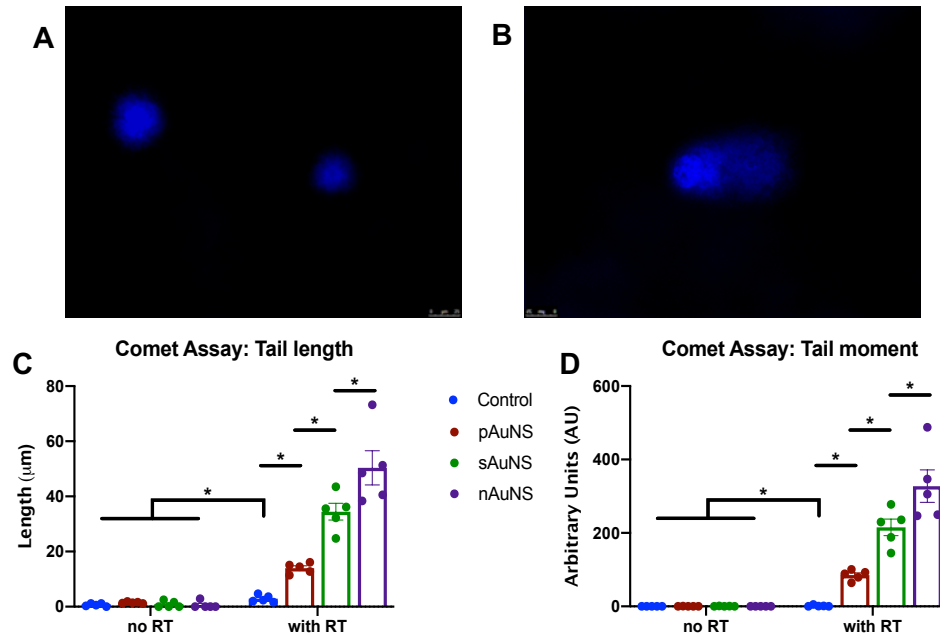 A
B
C
Comet Assay: Tail length
Length (μm)
80
60
40
20
0
*
*
*
*
no RT
with RT
Control
pAuNS
sAuNS
nAuNS
D
Comet Assay: Tail moment
Arbitrary Units (AU)
600
400
200
0
*
*
*
*
no RT
with RT